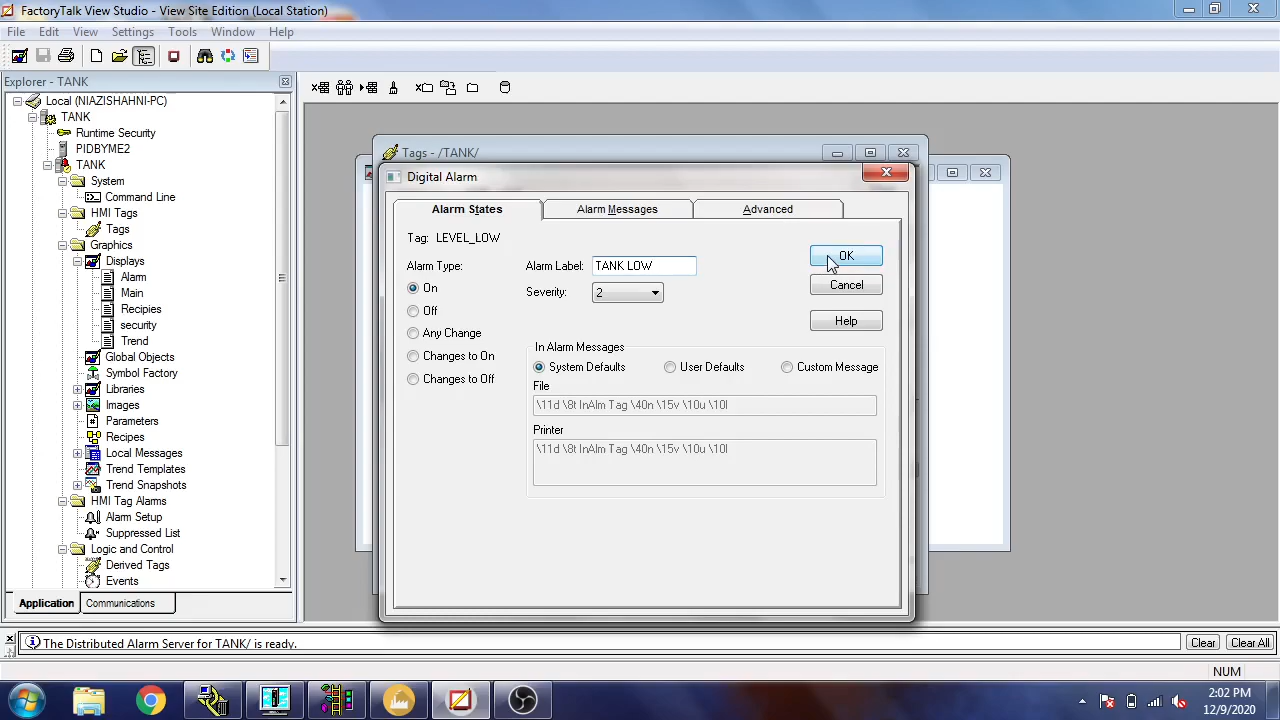 FactoryTalk View Studio - View Site Edition (Local Station)
File Edit View Settings Tools Window Help
Explorer - TANK
Local (NIAZISHAHNI-PC)
TANK
Runtime Security
PIDBYME2
TANK
System
Command Line
HMI Tags
Tags
Graphics
Displays
Alarm
Main
Recipies
security
Trend
Global Objects
Symbol Factory
Libraries
Images
Parameters
Recipes
Local Messages
Trend Templates
Trend Snapshots
HMI Tag Alarms
Alarm Setup
Suppressed List
Logic and Control
Derived Tags
Events
Application Communications
Tags - /TANK/
Digital Alarm
Alarm States Alarm Messages Advanced
Tag: LEVEL_LOW
Alarm Type:
On
Off
Any Change
Changes to On
Changes to Off
Alarm Label: TANK LOW
Severity: 2
OK
Cancel
Help
In Alarm Messages
System Defaults User Defaults Custom Message
File
\11d \8t InAlm Tag \40n \15v \10u \10l
Printer
\11d \8t InAlm Tag \40n \15v \10u \10l
The Distributed Alarm Server for TANK/ is ready.
Clear Clear All
NUM
2:02 PM
12/9/2020